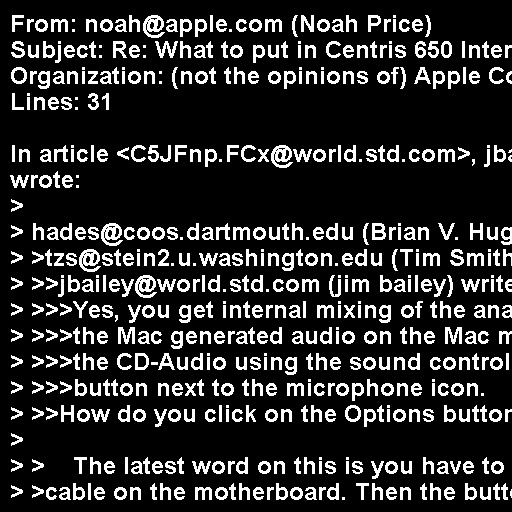 From: noah@apple.com (Noah Price)
Subject: Re: What to put in Centris 650 Inter
Organization: (not the opinions of) Apple Co
Lines: 31

In article <C5JFnp.FCx@world.std.com>, jba
wrote:
>
> hades@coos.dartmouth.edu (Brian V. Hug
> >tzs@stein2.u.washington.edu (Tim Smith
> >>jbailey@world.std.com (jim bailey) write
> >>>Yes, you get internal mixing of the ana
> >>>the Mac generated audio on the Mac m
> >>>the CD-Audio using the sound control
> >>>button next to the microphone icon.
> >>How do you click on the Options button
>
> >    The latest word on this is you have to
> >cable on the motherboard. Then the butt